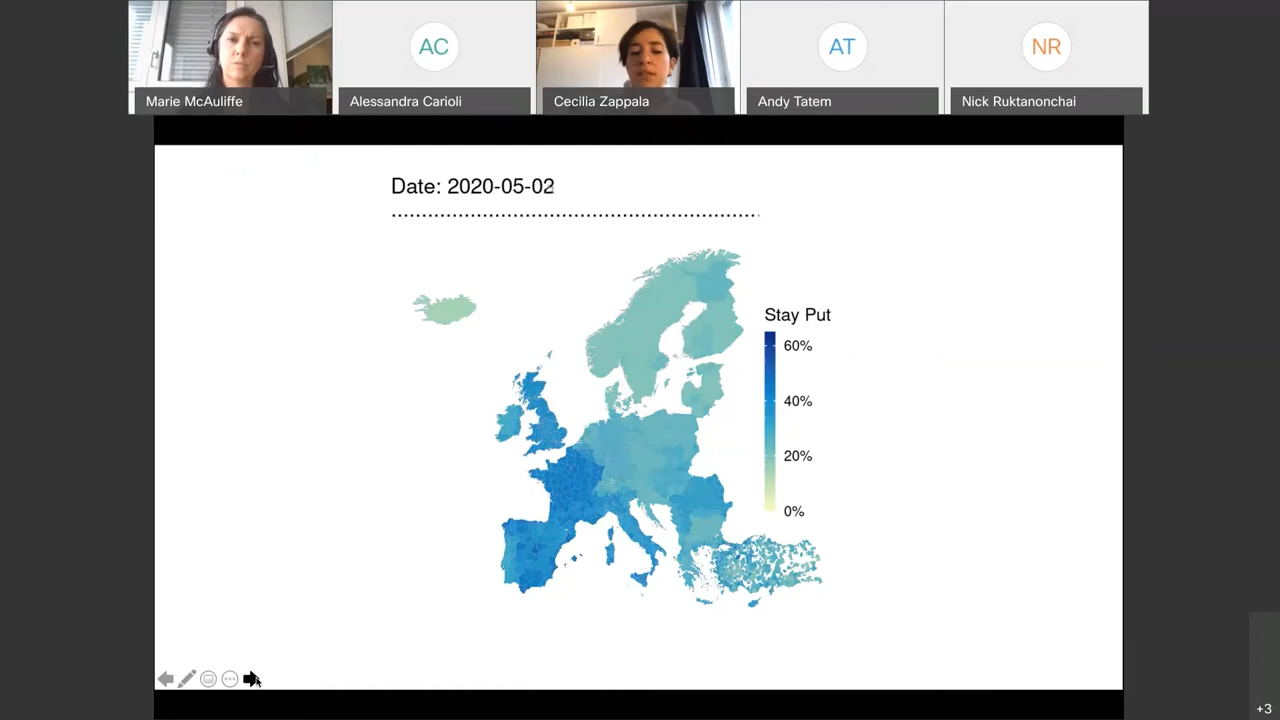 AC
AT
NR
Marie McAuliffe
Alessandra Carioli
Cecilia Zappala
Andy Tatem
Nick Ruktanonchai
Date: 2020-05-02
Stay Put
60%
40%
20%
0%
+3